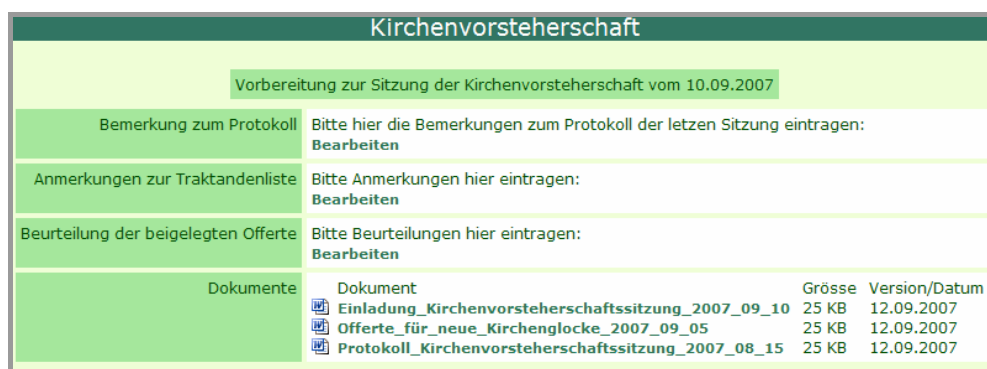 Kirchenvorsteherschaft
Vorbereitung zur Sitzung der Kirchenvorsteherschaft vom 10.09.2007
Bemerkung zum Protokoll Bitte hier die Bemerkungen zum Protokoll der letzen Sitzung eintragen:
Bearbeiten
Anmerkungen zur Traktandenliste Bitte Anmerkungen hier eintragen:
Bearbeiten
Beurteilung der beigelegten Offerte Bitte Beurteilungen hier eintragen:
Bearbeiten
Dokumente Dokument Grösse Version/Datum
Einladung_Kirchenvorsteherschaftssitzung_2007_09_10 25 KB 12.09.2007
Offerte_für_neue_Kirchenglocke_2007_09_05 25 KB 12.09.2007
Protokoll_Kirchenvorsteherschaftssitzung_2007_08_15 25 KB 12.09.2007